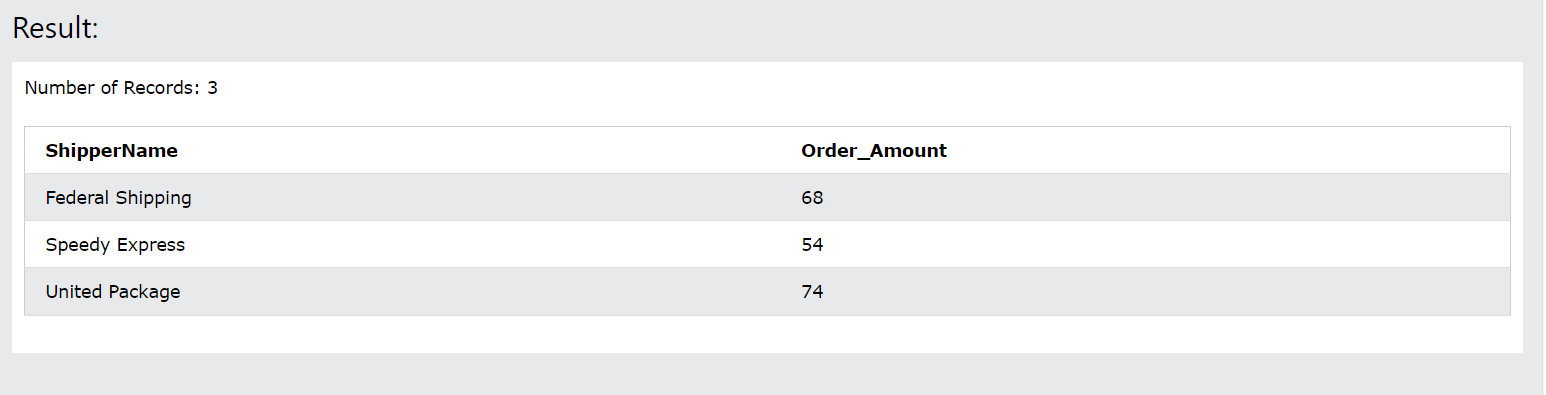 Result:
Number of Records: 3
ShipperName Order_Amount
Federal Shipping 68
Speedy Express 54
United Package 74